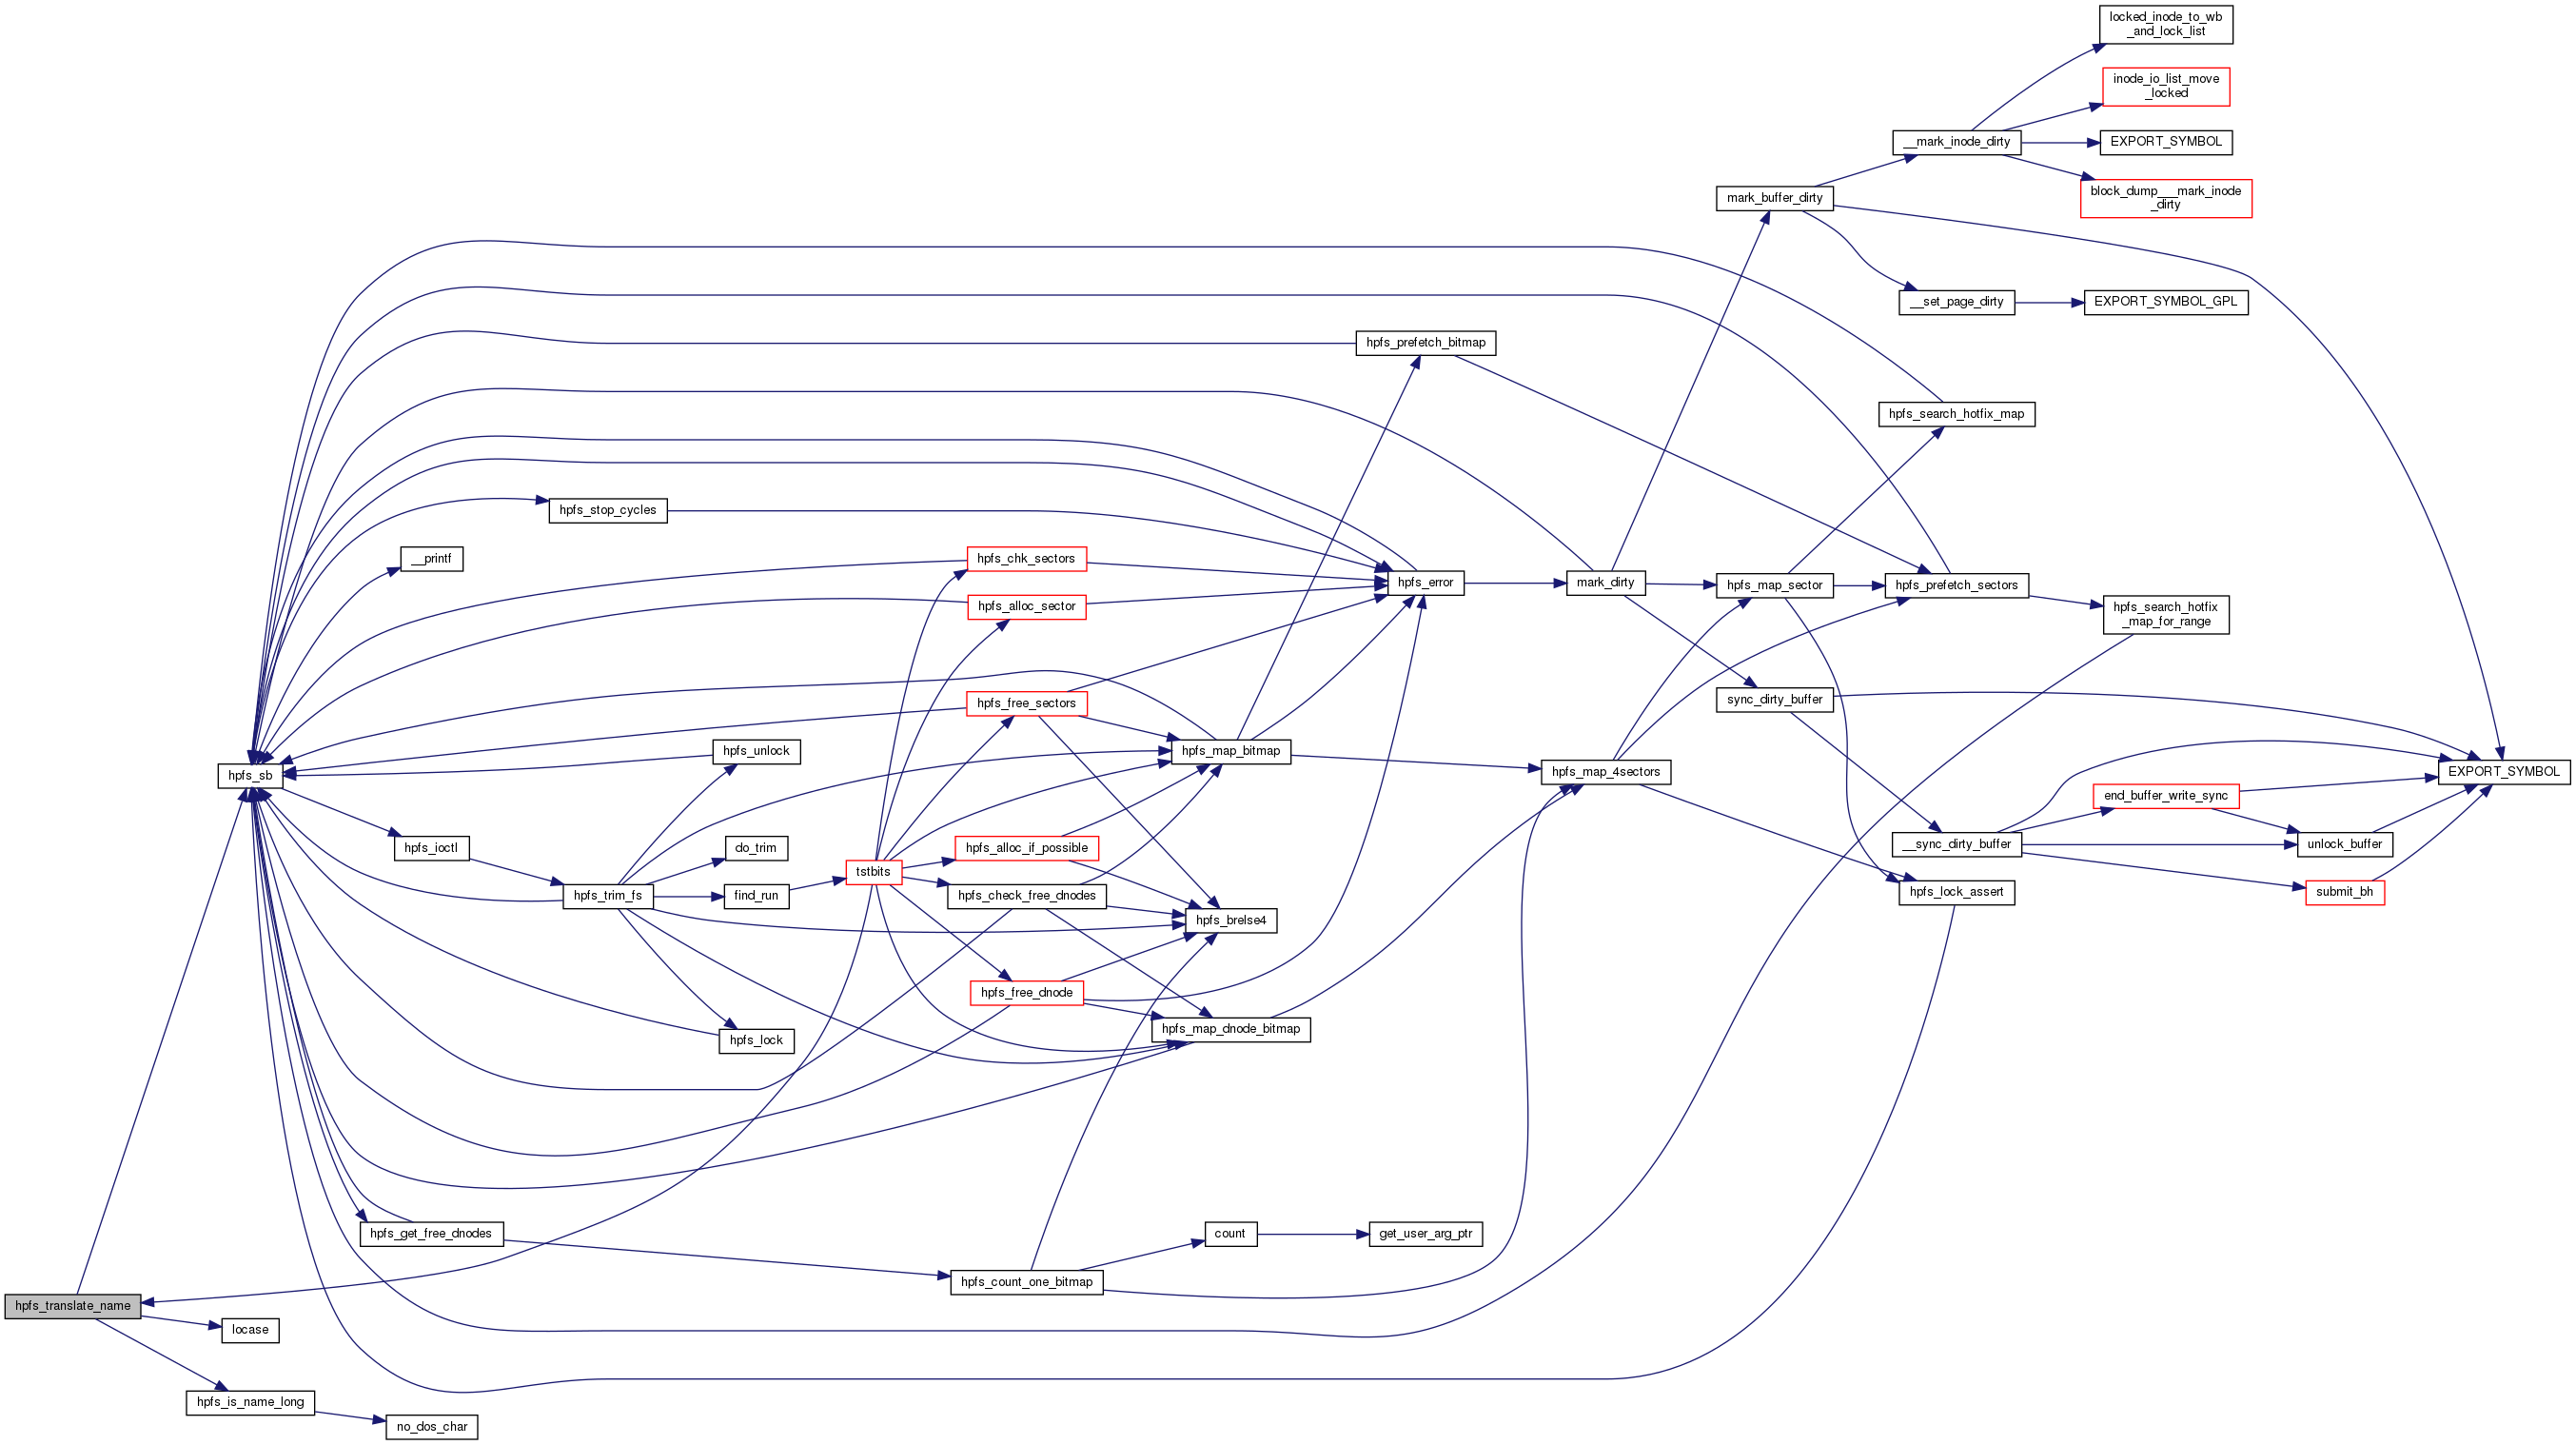 locked_inode_to_wb
_and_lock_list
inode_io_list_move
_locked
__mark_inode_dirty
EXPORT_SYMBOL
block_dump___mark_inode
_dirty
mark_buffer_dirty
__set_page_dirty
EXPORT_SYMBOL_GPL
hpfs_prefetch_bitmap
hpfs_search_hotfix_map
hpfs_stop_cycles
__printf
hpfs_chk_sectors
hpfs_error
mark_dirty
hpfs_map_sector
hpfs_prefetch_sectors
hpfs_alloc_sector
hpfs_search_hotfix
_map_for_range
hpfs_free_sectors
sync_dirty_buffer
hpfs_unlock
hpfs_map_bitmap
hpfs_sb
hpfs_map_4sectors
EXPORT_SYMBOL
end_buffer_write_sync
hpfs_ioctl
do_trim
hpfs_alloc_if_possible
__sync_dirty_buffer
unlock_buffer
tstbits
hpfs_trim_fs
find_run
hpfs_check_free_dnodes
hpfs_lock_assert
submit_bh
hpfs_brelse4
hpfs_free_dnode
hpfs_map_dnode_bitmap
hpfs_lock
hpfs_get_free_dnodes
count
get_user_arg_ptr
hpfs_count_one_bitmap
hpfs_translate_name
locase
hpfs_is_name_long
no_dos_char